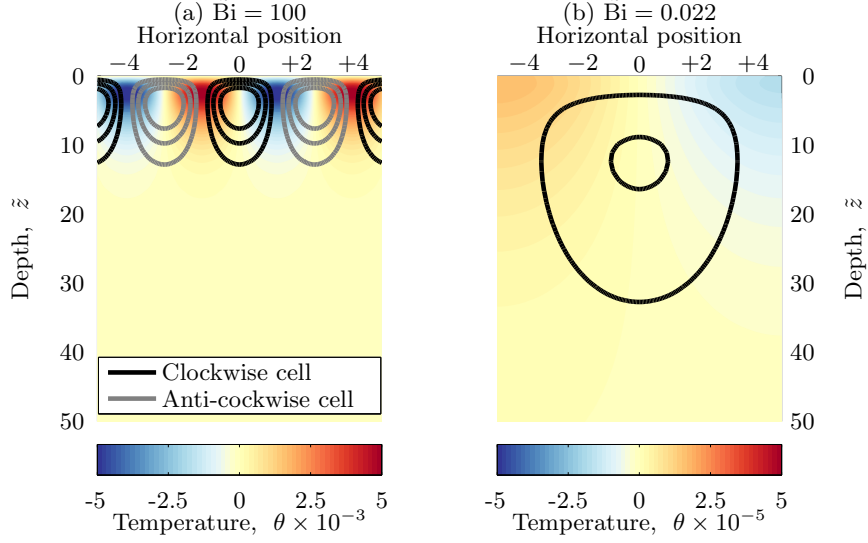 (a) Bi = 100
Horizontal position
−4 −2 0 +2 +4
0
10
20
30
40
50
Depth, z̃
Clockwise cell
Anti-cockwise cell
-5 -2.5 0 2.5 5
Temperature, θ × 10⁻³
(b) Bi = 0.022
Horizontal position
−4 −2 0 +2 +4
0
10
20
30
40
50
Depth, z̃
-5 -2.5 0 2.5 5
Temperature, θ × 10⁻⁵